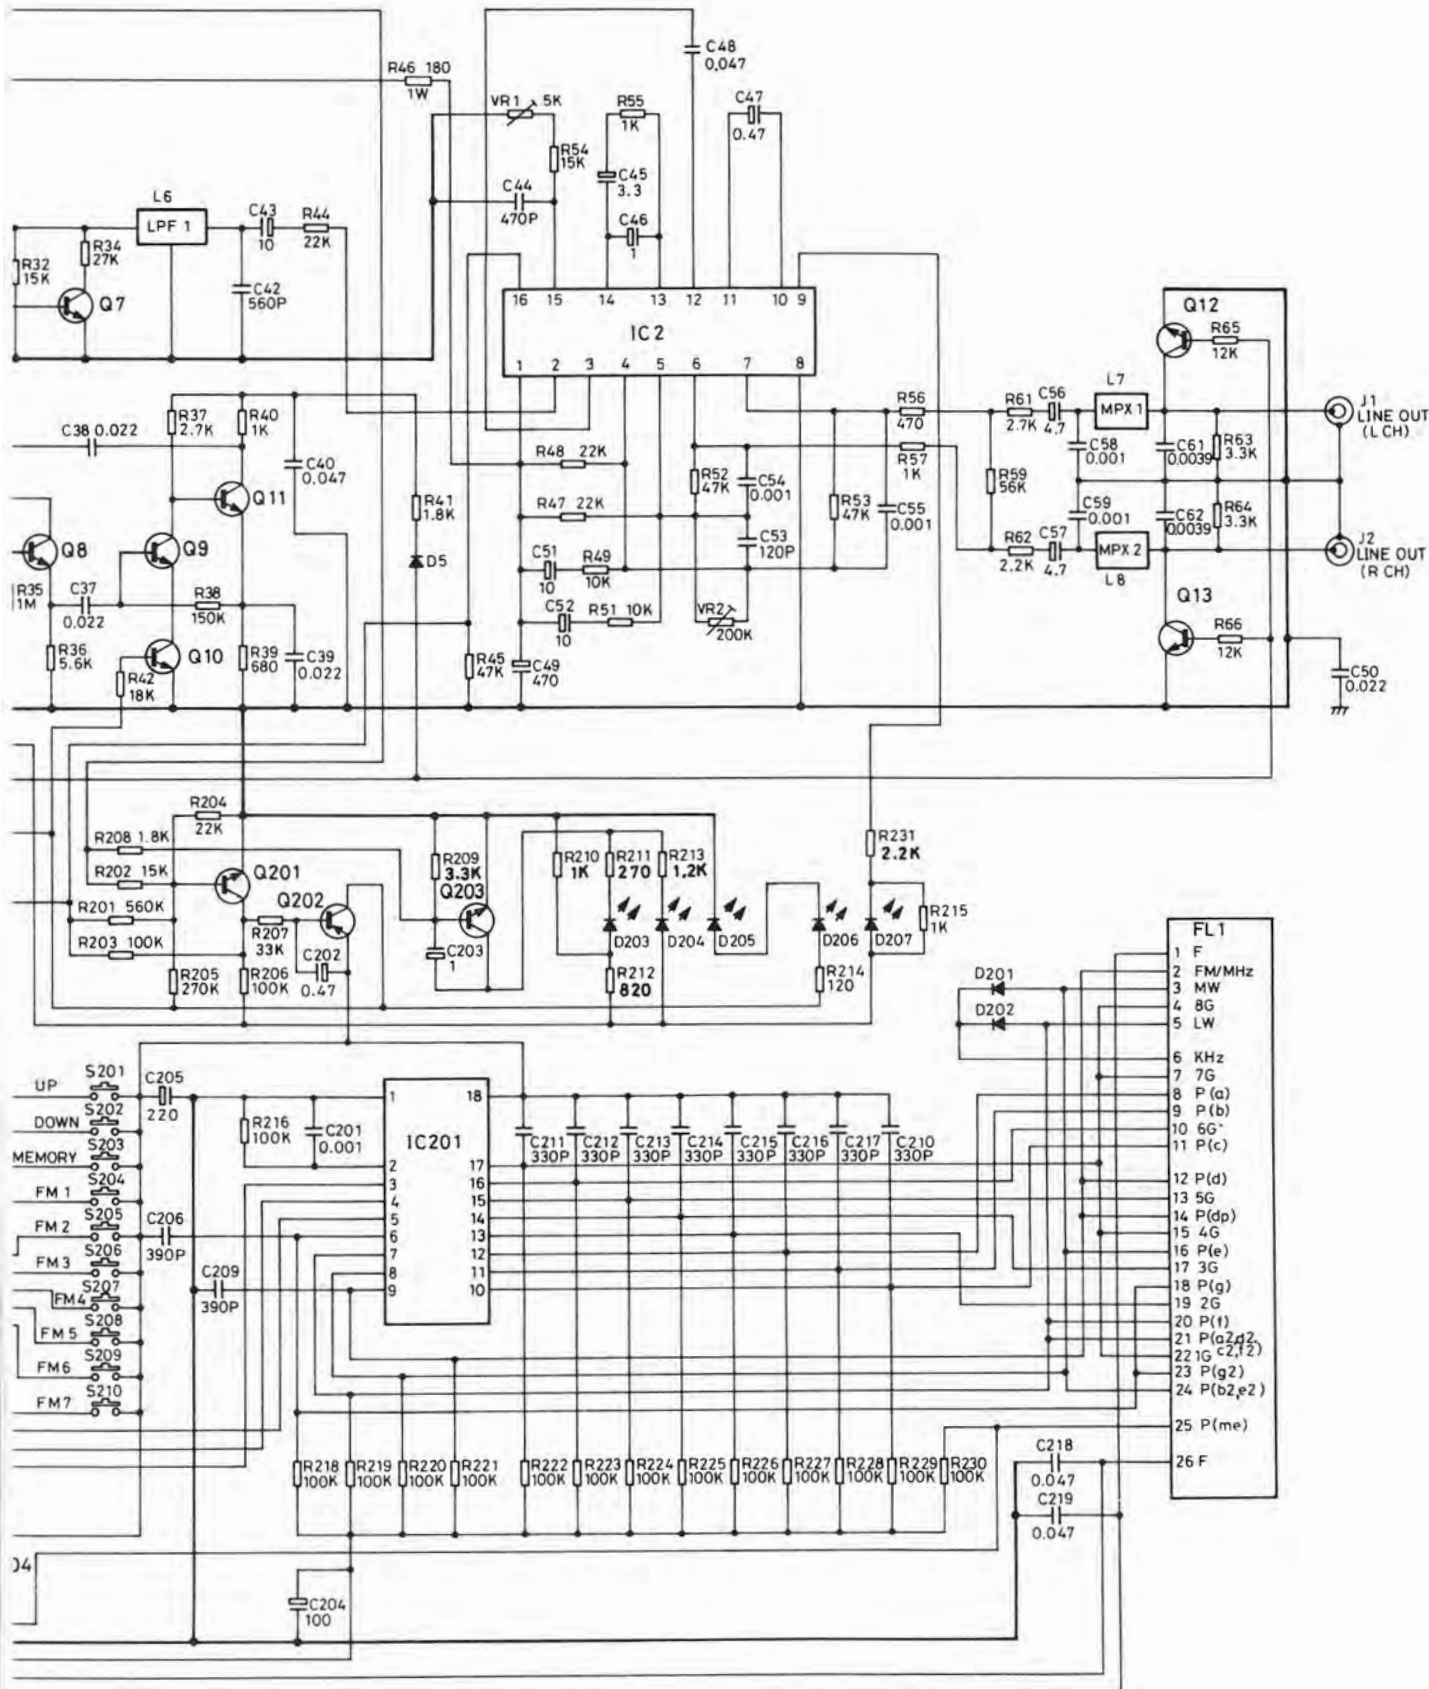 C48
0,047
R46 180
1W
VR1 5K
R55
1K
C47
0.47
R54
15K
C45
3.3
C44
470P
C46
1
L6
LPF 1
C43
10
R44
22K
R34
27K
R32
15K
Q7
C42
560P
16 15 14 13 12 11 10 9
IC2
1 2 3 4 5 6 7 8
Q12
R65
12K
R37
2.7K
R40
1K
C38 0.022
C40
0.047
Q11
R41
1.8K
R48 22K
R47 22K
R52
47K
C54
0.001
R56
470
R57
1K
R53
47K
C55
0.001
R59
56K
R61
2.7K
C56
4.7
L7
MPX 1
C58
0.001
C61
0.0039
R63
3.3K
J1
LINE OUT
(L CH)
C59
0.001
C62
0.0039
R64
3.3K
R62
2.2K
C57
4.7
MPX 2
L8
J2
LINE OUT
(R CH)
Q8
Q9
D5
C53
120P
C51
10
R49
10K
R35
1M
C37
0.022
R38
150K
C52
10
R51 10K
VR2
200K
Q13
R66
12K
R36
5.6K
Q10
R42
18K
R39
680
C39
0.022
R45
47K
C49
470
C50
0.022
R204
22K
R208 1.8K
R202 15K
Q201
R201 560K
R203 100K
R207
33K
Q202
C202
0.47
R205
270K
R206
100K
R209
3.3K
Q203
C203
1
R210
1K
R211
270
R213
1,2K
D203
D204
D205
D206
D207
R212
820
R214
120
R231
2.2K
R215
1K
D201
D202
FL1
1 F
2 FM/MHz
3 MW
4 8G
5 LW
6 KHz
7 7G
8 P(a)
9 P(b)
10 6G
11 P(c)
12 P(d)
13 5G
14 P(dp)
15 4G
16 P(e)
17 3G
18 P(g)
19 2G
20 P(f)
21 P(a2,d2,
c2,f2)
22 1G
23 P(g2)
24 P(b2,e2)
25 P(me)
26 F
UP S201
DOWN S202
MEMORY S203
FM 1 S204
FM 2 S205
FM 3 S206
FM4 S207
FM 5 S208
FM6 S209
FM7 S210
C205
220
R216
100K
C201
0.001
C206
390P
C209
390P
IC201
1
2
3
4
5
6
7
8
9
18
17
16
15
14
13
12
11
10
C211
330P
C212
330P
C213
330P
C214
330P
C215
330P
C216
330P
C217
330P
C210
330P
R218
100K
R219
100K
R220
100K
R221
100K
R222
100K
R223
100K
R224
100K
R225
100K
R226
100K
R227
100K
R228
100K
R229
100K
R230
100K
C218
0.047
C219
0.047
04
C204
100